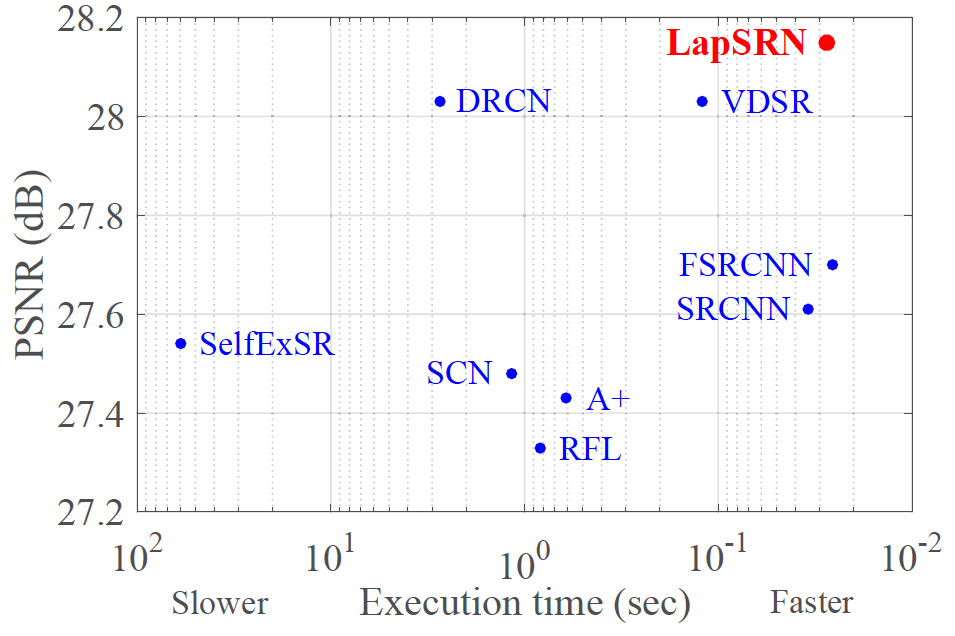 28.2
LapSRN
DRCN
VDSR
28
27.8
PSNR (dB)
FSRCNN
SRCNN
27.6
SelfExSR
SCN
A+
27.4
RFL
27.2
10^2
10^1
10^0
10^-1
10^-2
Slower
Execution time (sec)
Faster